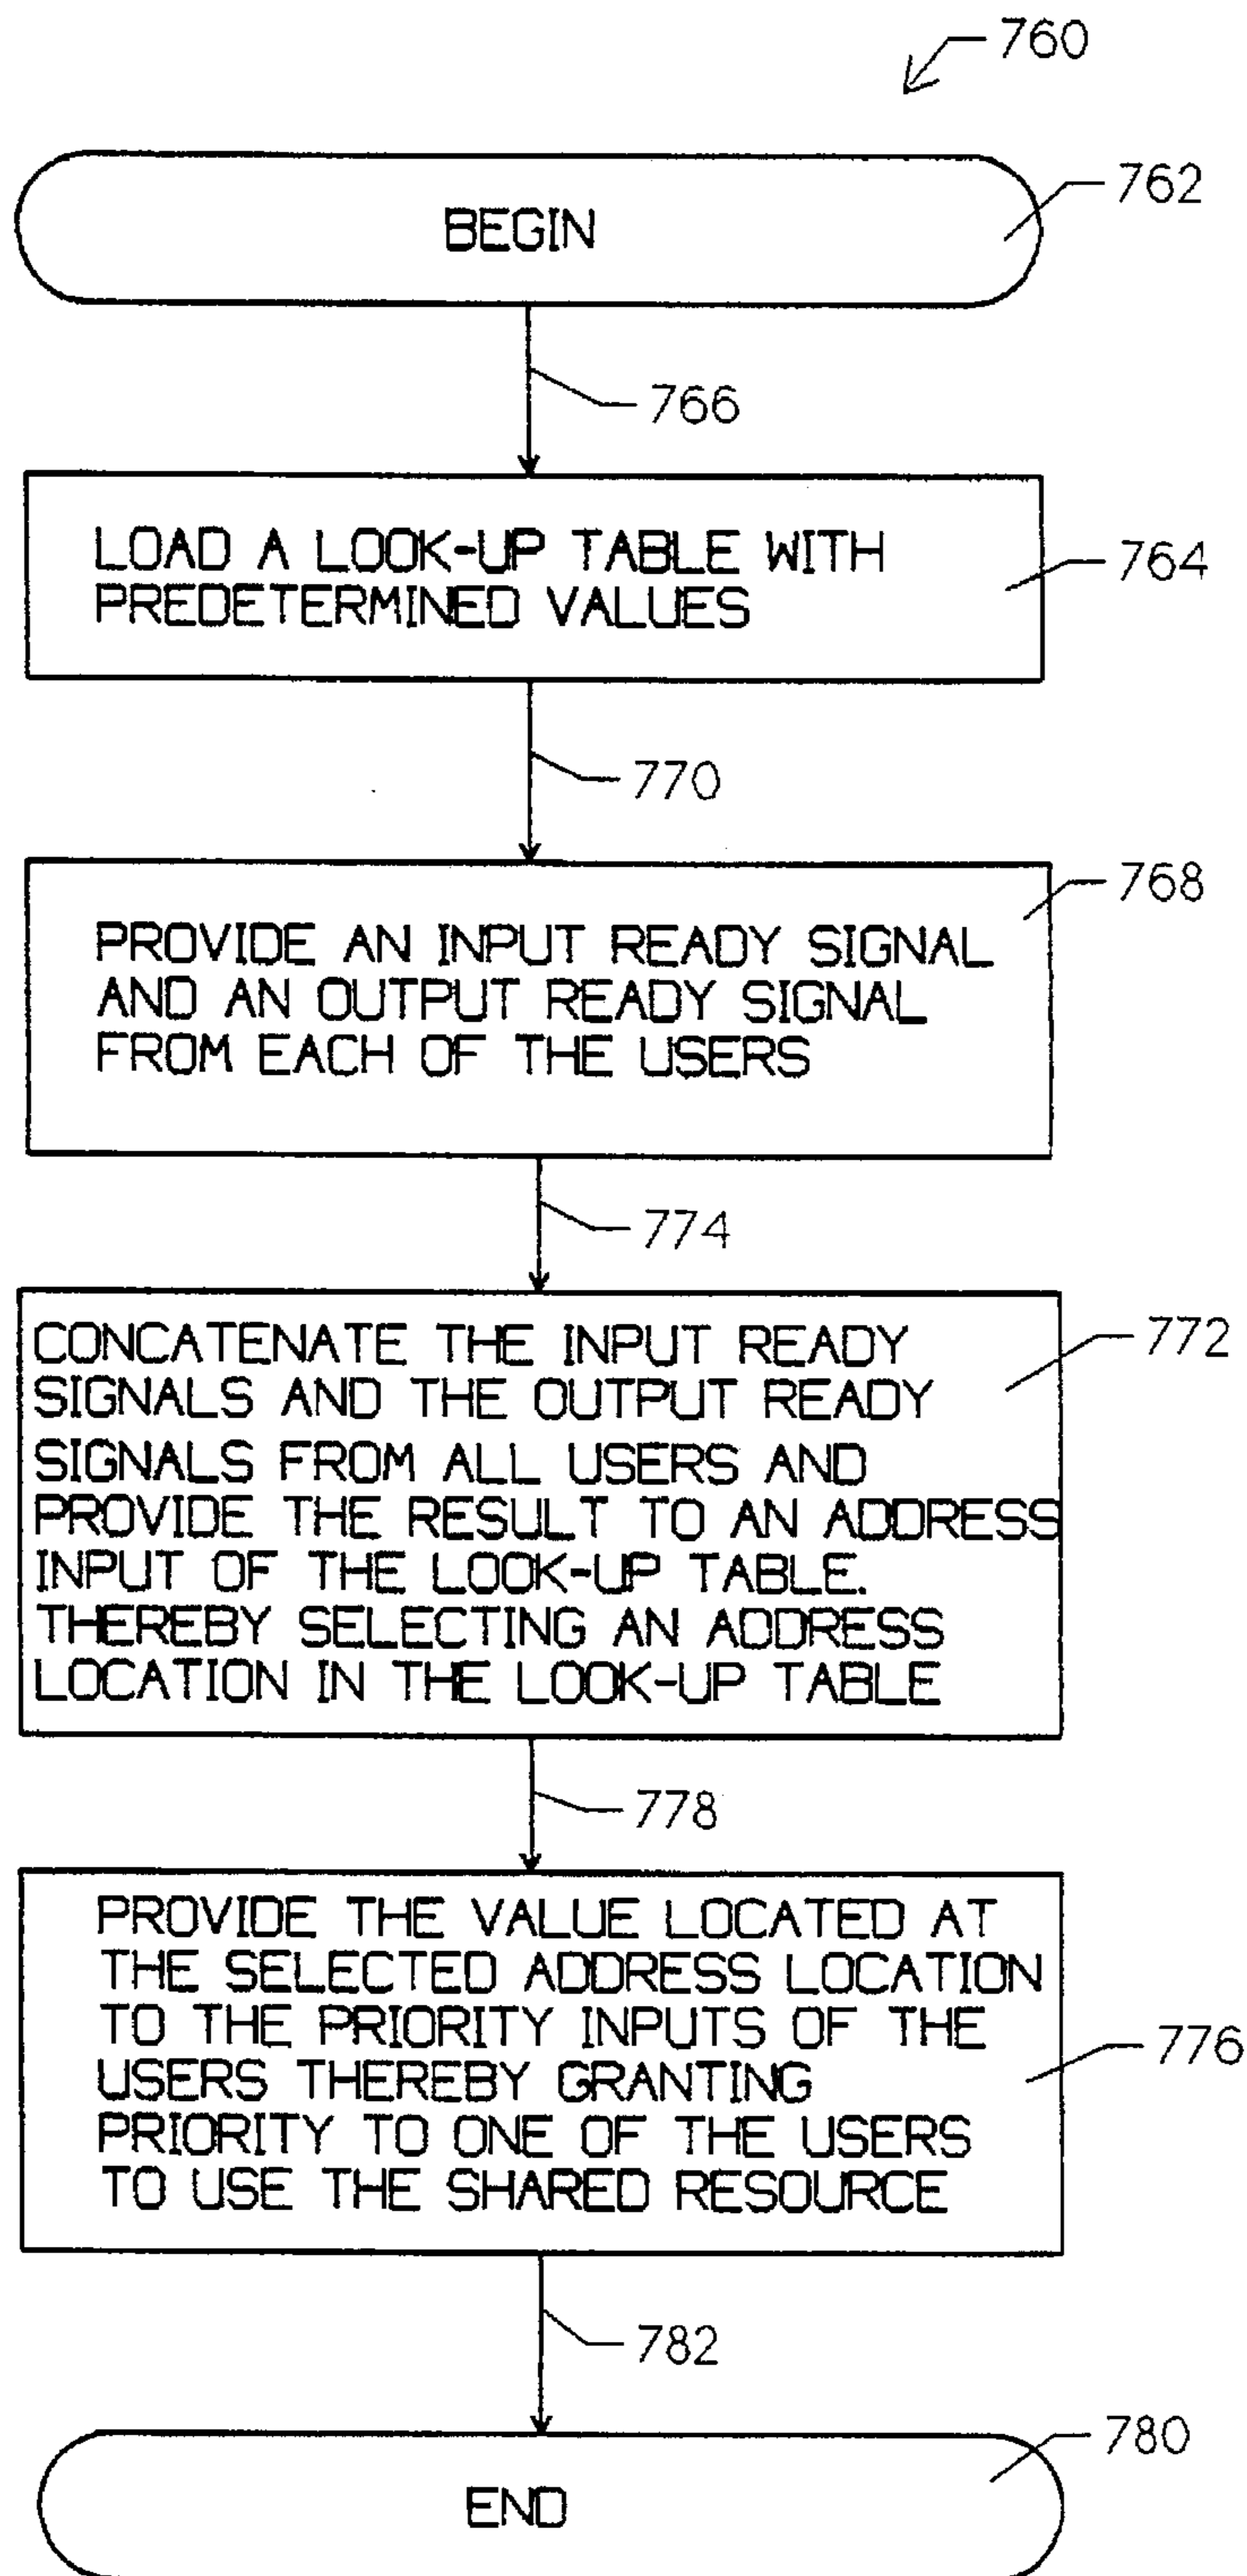 760
BEGIN
762
766
LOAD A LOOK-UP TABLE WITH
PREDETERMINED VALUES
764
770
768
PROVIDE AN INPUT READY SIGNAL
AND AN OUTPUT READY SIGNAL
FROM EACH OF THE USERS
774
CONCATENATE THE INPUT READY
SIGNALS AND THE OUTPUT READY
SIGNALS FROM ALL USERS AND
PROVIDE THE RESULT TO AN ADDRESS
INPUT OF THE LOOK-UP TABLE.
THEREBY SELECTING AN ADDRESS
LOCATION IN THE LOOK-UP TABLE
772
778
PROVIDE THE VALUE LOCATED AT
THE SELECTED ADDRESS LOCATION
TO THE PRIORITY INPUTS OF THE
USERS THEREBY GRANTING
PRIORITY TO ONE OF THE USERS
TO USE THE SHARED RESOURCE
776
782
780
END